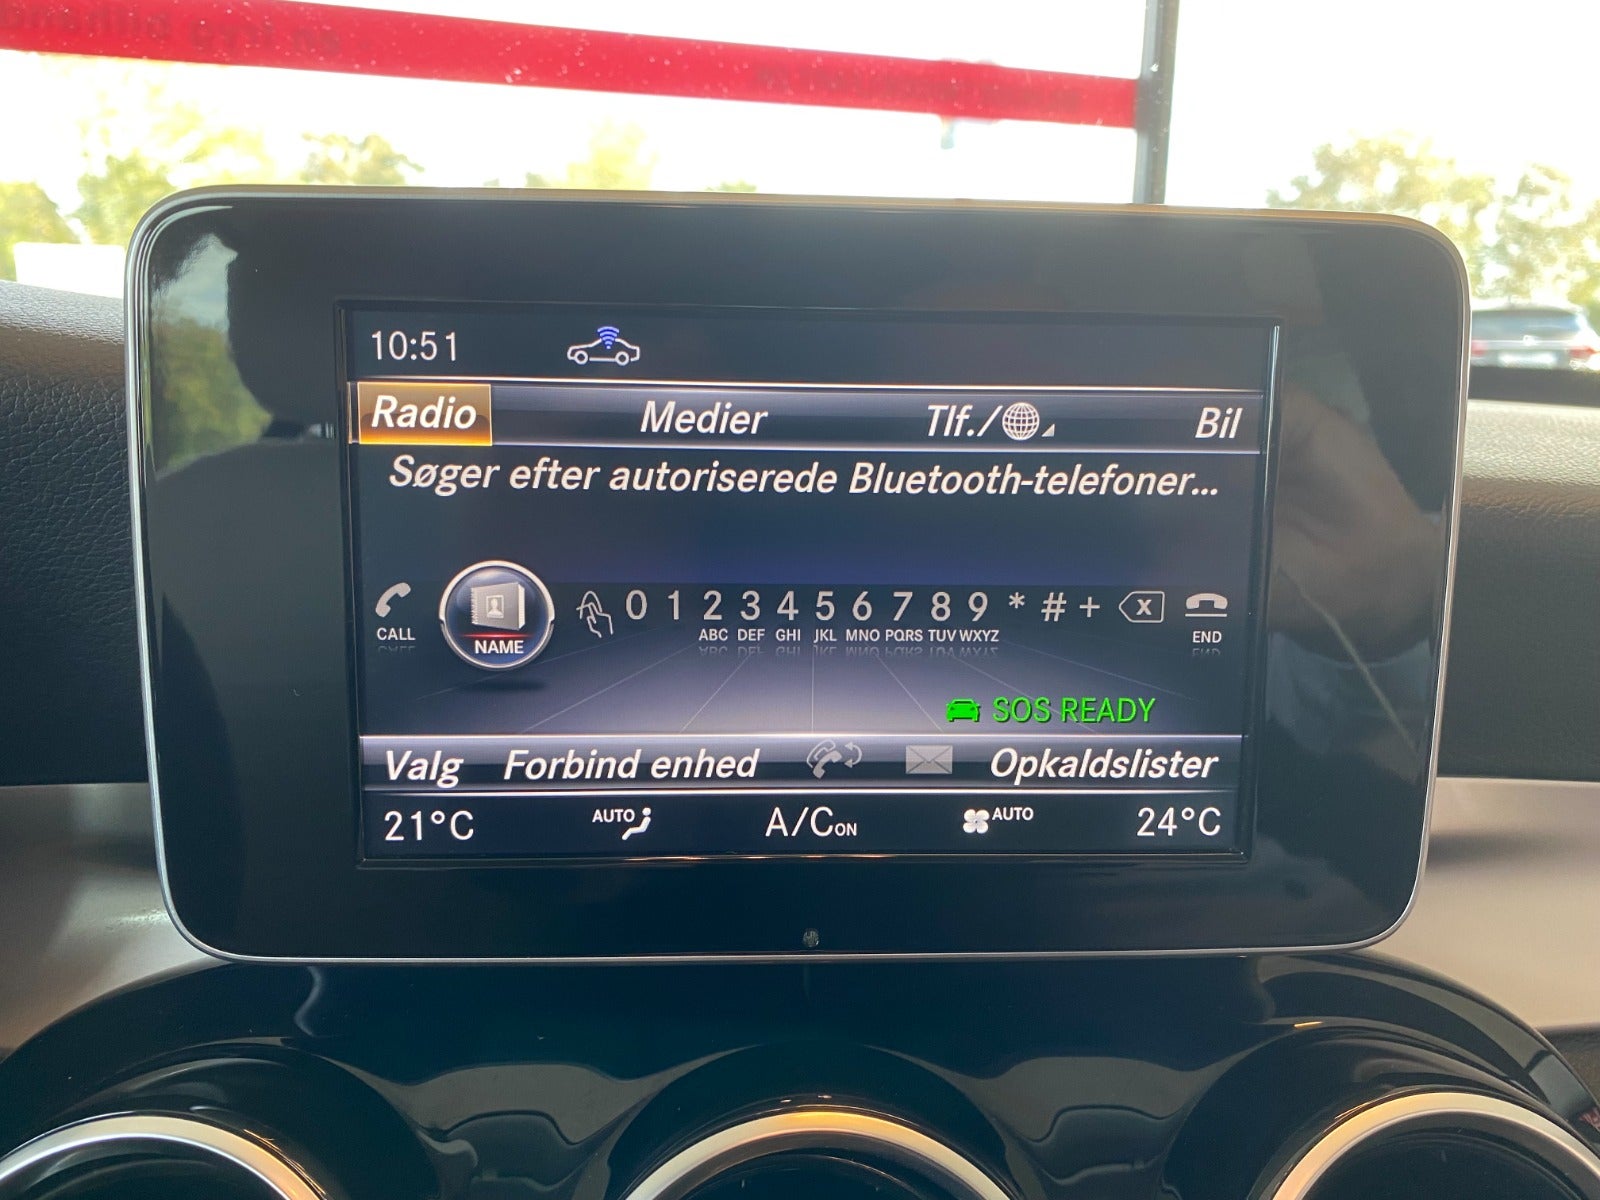 10:51
Radio Medier Tlf./ Bil
Søger efter autoriserede Bluetooth-telefoner...
CALL NAME 0 1 2 3 4 5 6 7 8 9 * # + X END
ABC DEF GHI JKL MNO PQRS TUV WXYZ
SOS READY
Valg Forbind enhed Opkaldslister
21°C AUTO A/C ON AUTO 24°C